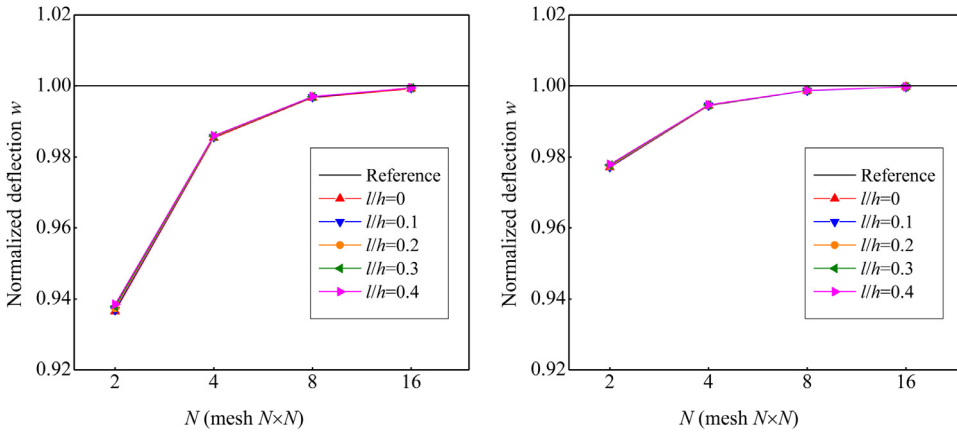 1.02
1.00
0.98
0.96
0.94
0.92
Normalized deflection w
Reference
l/h=0
l/h=0.1
l/h=0.2
l/h=0.3
l/h=0.4
2 4 8 16
N (mesh N×N)
1.02
1.00
0.98
0.96
0.94
0.92
Normalized deflection w
Reference
l/h=0
l/h=0.1
l/h=0.2
l/h=0.3
l/h=0.4
2 4 8 16
N (mesh N×N)